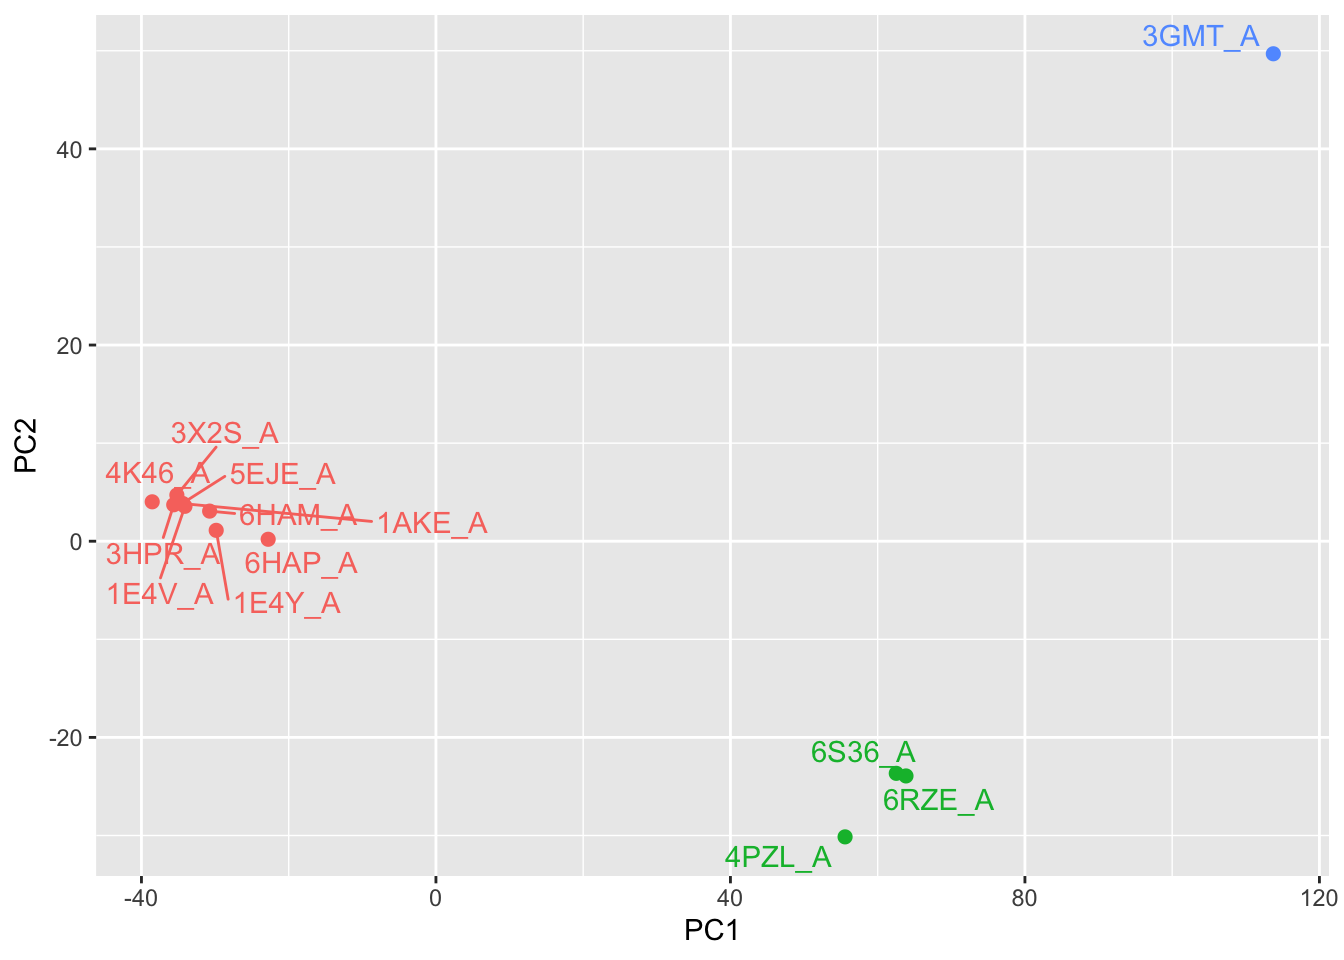 3GMT_A
40
20
3X2S_A
4K46_A
5EJE_A
6HAM_A
1AKE_A
0
3HPR_A
6HAP_A
1E4V_A
1E4Y_A
-20
6S36_A
6RZE_A
4PZL_A
-40
0
40
80
120
PC1
PC2